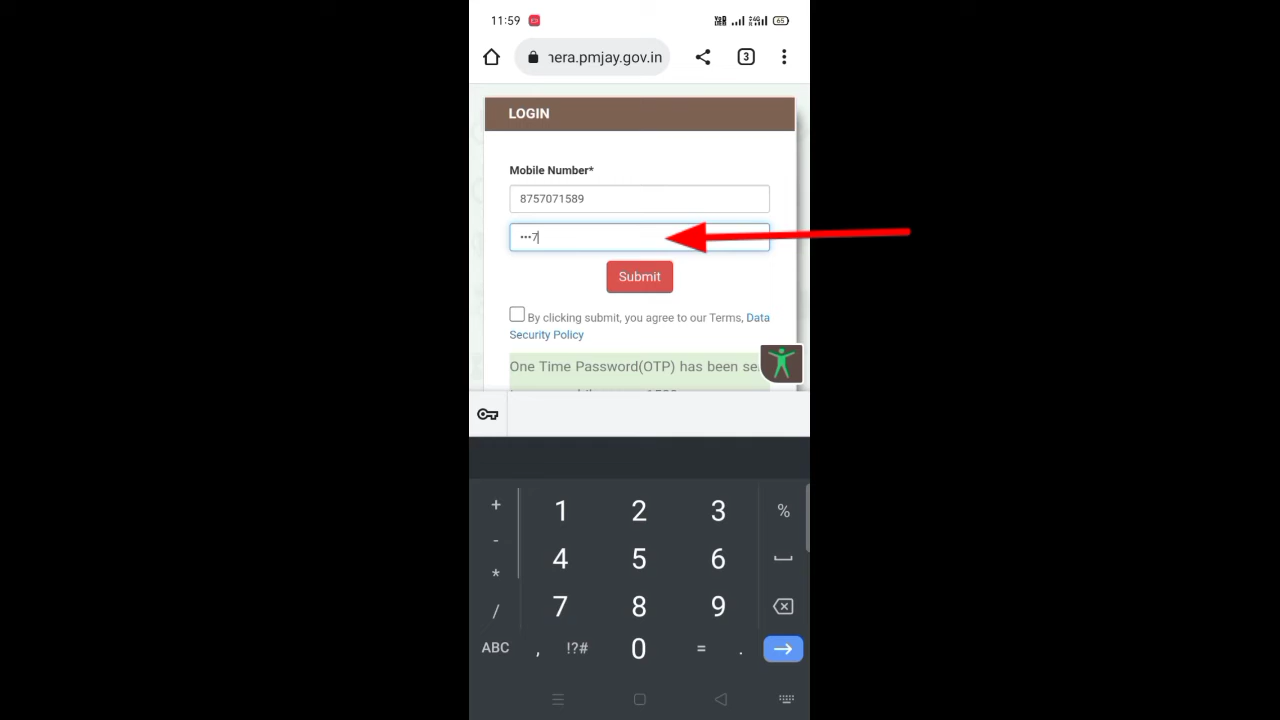 11:59
65
nera.pmjay.gov.in
3
LOGIN
Mobile Number*
8757071589
•••7
Submit
By clicking submit, you agree to our Terms, Data
Security Policy
One Time Password(OTP) has been se
+ 1 2 3 %
- 4 5 6
*
/ 7 8 9
ABC , !?# 0 = .